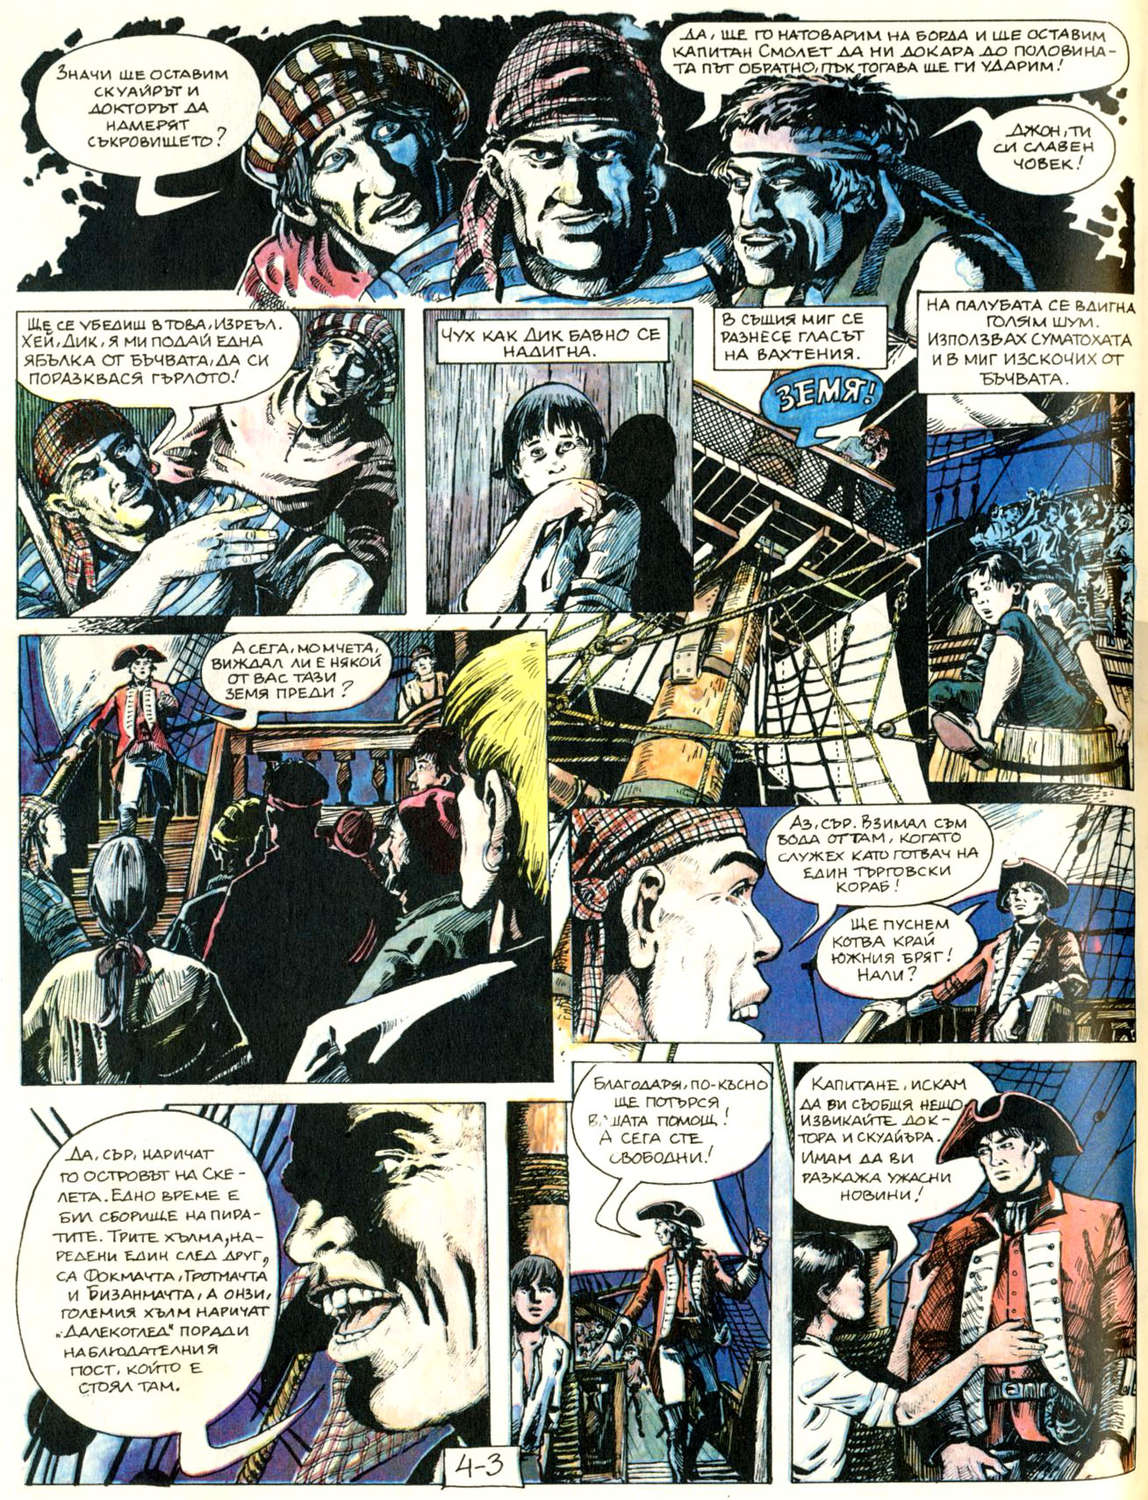 Значи ще оставим
скуайрът и
докторът да
намерят
съкровището?
Да, ще го натоварим на борда и ще оставим
капитан Смолет да ни докара до половина-
та път обратно, пък тогава ще ги ударим!
Джон, ти
си славен
човек!
Ще се убедиш в това, Изреъл.
Хей, Дик, я ми подай една
ябълка от бъчвата, да си
поразквася гърлото!
Чух как Дик бавно се
надигна.
В същия миг се
разнесе гласът
на вахтения.
Земя!
На палубата се вдигна
голям шум.
Използвах суматохата
и в миг изскочих от
бъчвата.
А сега, момчета,
виждал ли е някой
от вас тази
земя преди?
Аз, сър. Взимал съм
вода оттам, когато
служех като готвач на
един търговски
кораб!
Ще пуснем
котва край
южния бряг!
Нали?
Да, сър, наричат
го островът на Ске-
лета. Едно време е
бил сборище на пира-
тите. Трите хълма, на-
редени един след друг,
са Фокмачта, Гротмачта
и Бизанмачта, а онзи,
големия хълм наричат
„Далекоглед" поради
наблюдателния
пост, който е
стоял там.
Благодаря, по-късно
ще потърся
помощ!
А сега сте
свободни!
Капитане, искам
да ви съобщя нещо
извикайте док-
тора и скуайъра.
Имам да ви
разкажа ужасни
новини!
4-3